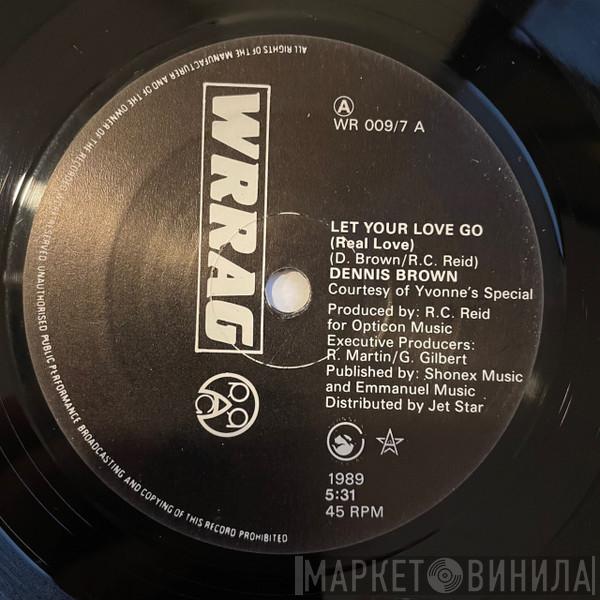 ALL RIGHTS OF THE MANUFACTURER AND OF THE OWNER OF THE RECORDED WORK RESERVED. UNAUTHORISED PUBLIC PERFORMANCE BROADCASTING AND COPYING OF THIS RECORD PROHIBITED
WRRAG
A
WR 009/7 A
LET YOUR LOVE GO
(Real Love)
(D. Brown/R.C. Reid)
DENNIS BROWN
Courtesy of Yvonne's Special
Produced by: R.C. Reid
for Opticon Music
Executive Producers:
R. Martin/G. Gilbert
Published by: Shonex Music
and Emmanuel Music
Distributed by Jet Star
1989
5:31
45 RPM
МАРКЕТ ВИНИЛА